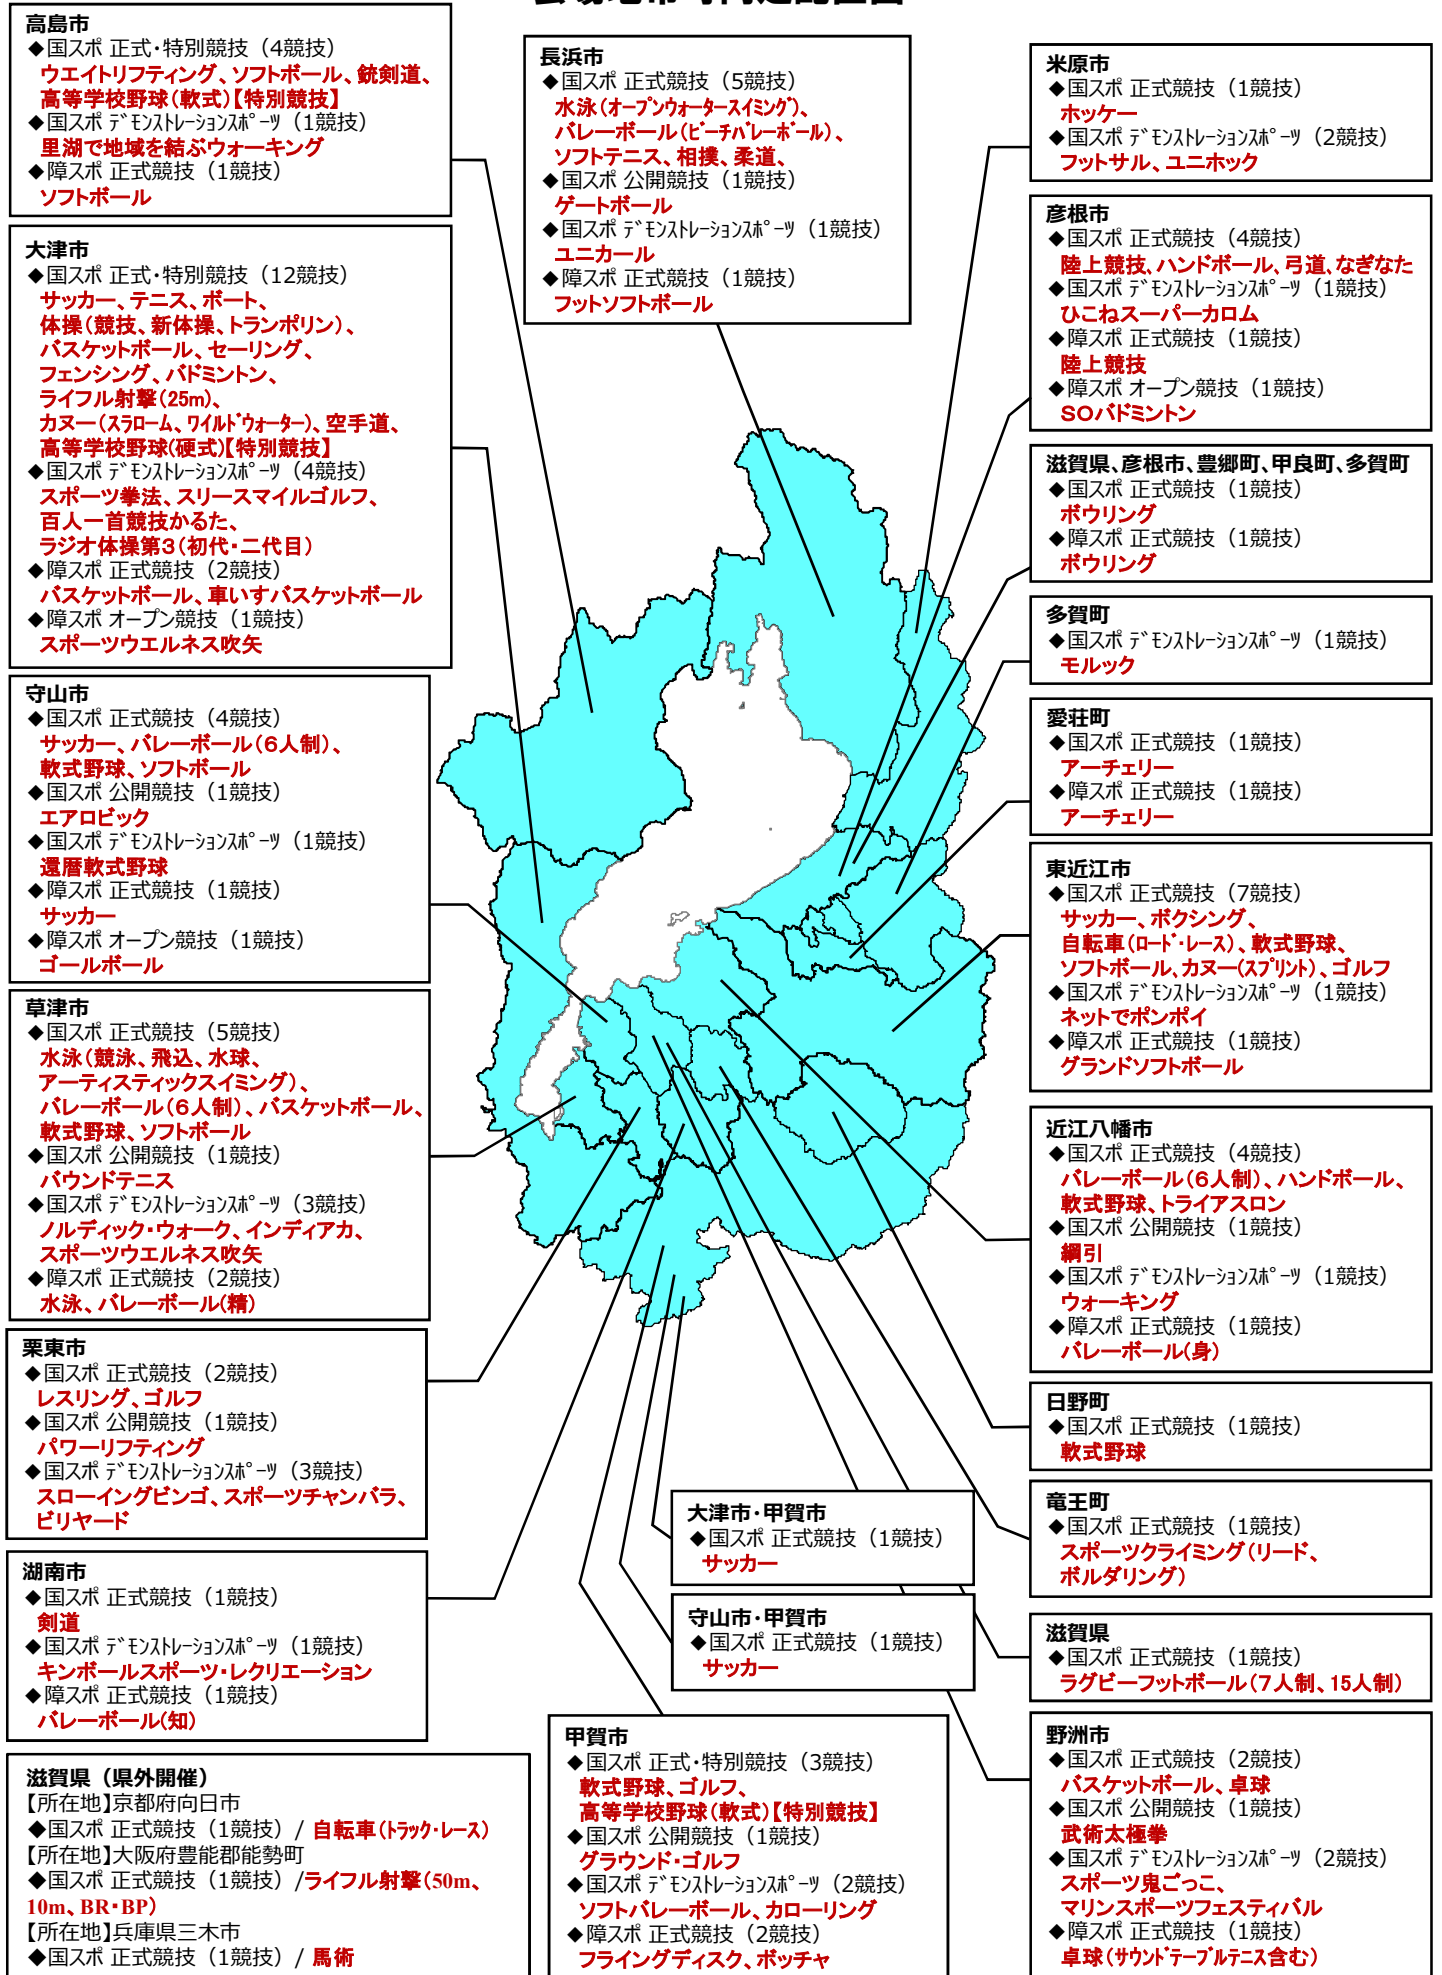 高島市
◆国スポ 正式・特別競技（4競技）
ウエイトリフティング、ソフトボール、銃剣道、
高等学校野球(軟式)【特別競技】
◆国スポ デモンストレーションスポーツ（1競技）
里湖で地域を結ぶウォーキング
◆障スポ 正式競技（1競技）
ソフトボール
大津市
◆国スポ 正式・特別競技（12競技）
サッカー、テニス、ボート、
体操(競技、新体操、トランポリン)、
バスケットボール、セーリング、
フェンシング、バドミントン、
ライフル射撃(25m)、
カヌー(スラローム、ワイルドウォーター)、空手道、
高等学校野球(硬式)【特別競技】
◆国スポ デモンストレーションスポーツ（4競技）
スポーツ拳法、スリースマイルゴルフ、
百人一首競技かるた、
ラジオ体操第3(初代・二代目)
◆障スポ 正式競技（2競技）
バスケットボール、車いすバスケットボール
◆障スポ オープン競技（1競技）
スポーツウエルネス吹矢
守山市
◆国スポ 正式競技（4競技）
サッカー、バレーボール(6人制)、
軟式野球、ソフトボール
◆国スポ 公開競技（1競技）
エアロビック
◆国スポ デモンストレーションスポーツ（1競技）
還暦軟式野球
◆障スポ 正式競技（1競技）
サッカー
◆障スポ オープン競技（1競技）
ゴールボール
草津市
◆国スポ 正式競技（5競技）
水泳(競泳、飛込、水球、
アーティスティックスイミング)、
バレーボール(6人制)、バスケットボール、
軟式野球、ソフトボール
◆国スポ 公開競技（1競技）
バウンドテニス
◆国スポ デモンストレーションスポーツ（3競技）
ノルディック・ウォーク、インディアカ、
スポーツウエルネス吹矢
◆障スポ 正式競技（2競技）
水泳、バレーボール(精)
栗東市
◆国スポ 正式競技（2競技）
レスリング、ゴルフ
◆国スポ 公開競技（1競技）
パワーリフティング
◆国スポ デモンストレーションスポーツ（3競技）
スローイングビンゴ、スポーツチャンバラ、
ビリヤード
湖南市
◆国スポ 正式競技（1競技）
剣道
◆国スポ デモンストレーションスポーツ（1競技）
キンボールスポーツ・レクリエーション
◆障スポ 正式競技（1競技）
バレーボール(知)
滋賀県（県外開催）
【所在地】京都府向日市
◆国スポ 正式競技（1競技）/ 自転車(トラック・レース)
【所在地】大阪府豊能郡能勢町
◆国スポ 正式競技（1競技）/ライフル射撃(50m、
10m、BR・BP)
【所在地】兵庫県三木市
◆国スポ 正式競技（1競技）/ 馬術
長浜市
◆国スポ 正式競技（5競技）
水泳(オープンウォータースイミング)、
バレーボール(ビーチバレーボール)、
ソフトテニス、相撲、柔道、
◆国スポ 公開競技（1競技）
ゲートボール
◆国スポ デモンストレーションスポーツ（1競技）
ユニカール
◆障スポ 正式競技（1競技）
フットソフトボール
大津市・甲賀市
◆国スポ 正式競技（1競技）
サッカー
守山市・甲賀市
◆国スポ 正式競技（1競技）
サッカー
甲賀市
◆国スポ 正式・特別競技（3競技）
軟式野球、ゴルフ、
高等学校野球(軟式)【特別競技】
◆国スポ 公開競技（1競技）
グラウンド・ゴルフ
◆国スポ デモンストレーションスポーツ（2競技）
ソフトバレーボール、カローリング
◆障スポ 正式競技（2競技）
フライングディスク、ボッチャ
米原市
◆国スポ 正式競技（1競技）
ホッケー
◆国スポ デモンストレーションスポーツ（2競技）
フットサル、ユニホック
彦根市
◆国スポ 正式競技（4競技）
陸上競技、ハンドボール、弓道、なぎなた
◆国スポ デモンストレーションスポーツ（1競技）
ひこねスーパーカロム
◆障スポ 正式競技（1競技）
陸上競技
◆障スポ オープン競技（1競技）
SOバドミントン
滋賀県、彦根市、豊郷町、甲良町、多賀町
◆国スポ 正式競技（1競技）
ボウリング
◆障スポ 正式競技（1競技）
ボウリング
多賀町
◆国スポ デモンストレーションスポーツ（1競技）
モルック
愛荘町
◆国スポ 正式競技（1競技）
アーチェリー
◆障スポ 正式競技（1競技）
アーチェリー
東近江市
◆国スポ 正式競技（7競技）
サッカー、ボクシング、
自転車(ロード・レース)、軟式野球、
ソフトボール、カヌー(スプリント)、ゴルフ
◆国スポ デモンストレーションスポーツ（1競技）
ネットでポンポイ
◆障スポ 正式競技（1競技）
グランドソフトボール
近江八幡市
◆国スポ 正式競技（4競技）
バレーボール(6人制)、ハンドボール、
軟式野球、トライアスロン
◆国スポ 公開競技（1競技）
綱引
◆国スポ デモンストレーションスポーツ（1競技）
ウォーキング
◆障スポ 正式競技（1競技）
バレーボール(身)
日野町
◆国スポ 正式競技（1競技）
軟式野球
竜王町
◆国スポ 正式競技（1競技）
スポーツクライミング(リード、
ボルダリング)
滋賀県
◆国スポ 正式競技（1競技）
ラグビーフットボール(7人制、15人制)
野洲市
◆国スポ 正式競技（2競技）
バスケットボール、卓球
◆国スポ 公開競技（1競技）
武術太極拳
◆国スポ デモンストレーションスポーツ（2競技）
スポーツ鬼ごっこ、
マリンスポーツフェスティバル
◆障スポ 正式競技（1競技）
卓球(サウンドテーブルテニス含む)